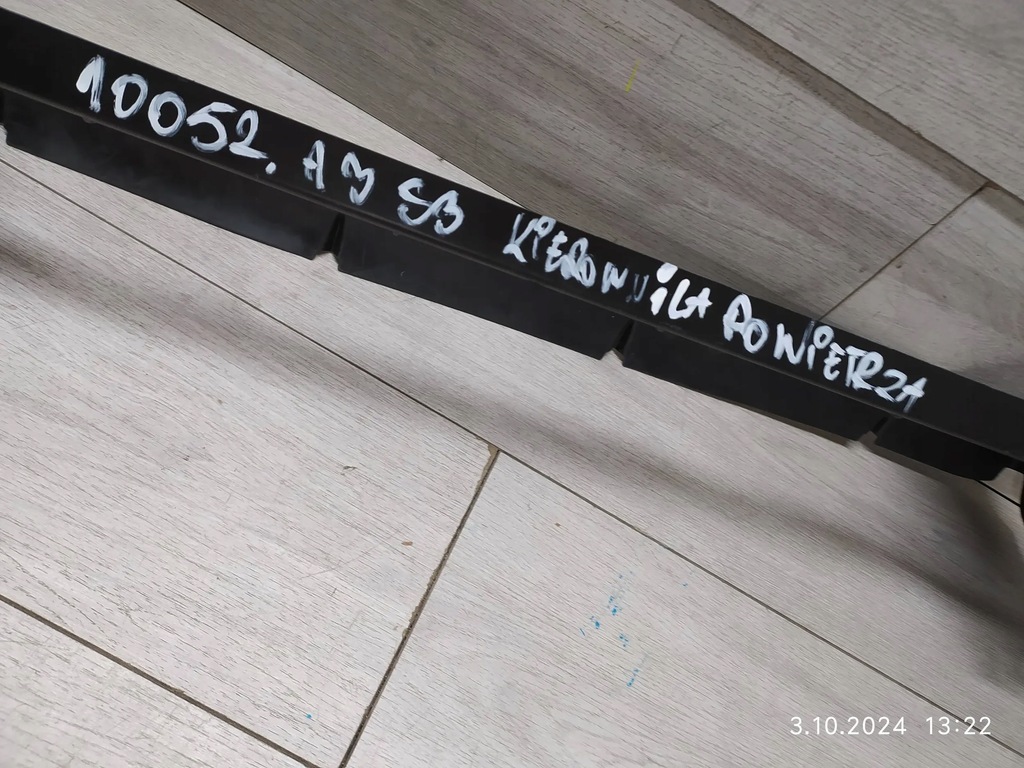 10052. A3 S3 KIEROWNICA POWIETRZA
3.10.2024 13:22